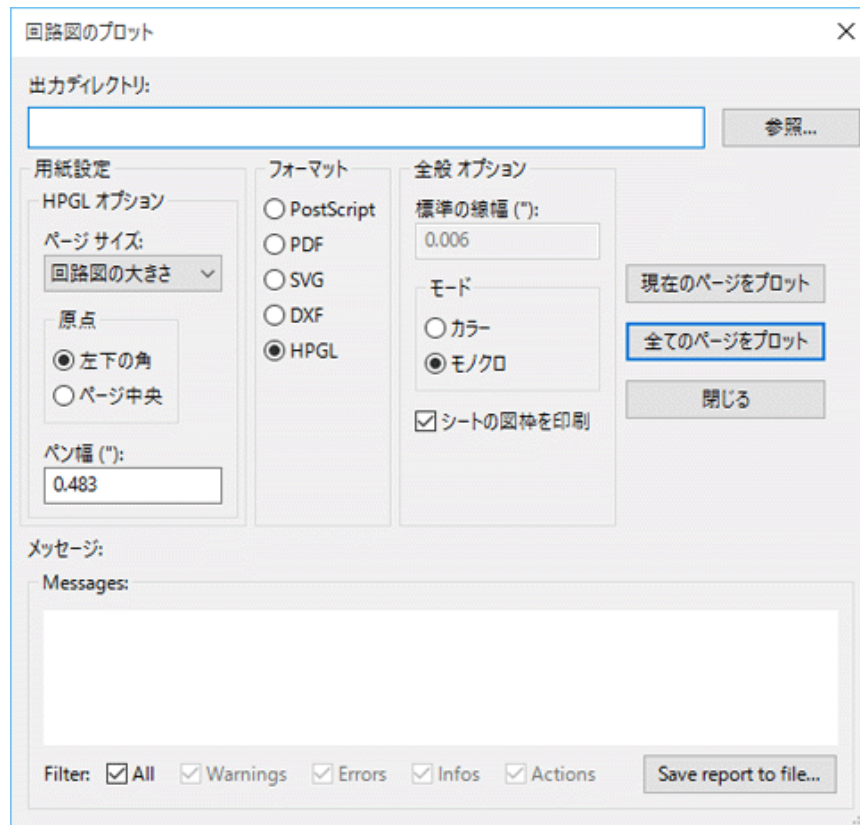 回路図のプロット
出力ディレクトリ:
参照...
用紙設定
HPGL オプション
ページ サイズ:
回路図の大きさ
原点
左下の角
ページ中央
ペン幅 ("):
0.483
フォーマット
PostScript
PDF
SVG
DXF
HPGL
全般 オプション
標準の線幅 ("):
0.006
モード
カラー
モノクロ
シートの図枠を印刷
現在のページをプロット
全てのページをプロット
閉じる
メッセージ:
Messages:
Filter: All Warnings Errors Infos Actions Save report to file...